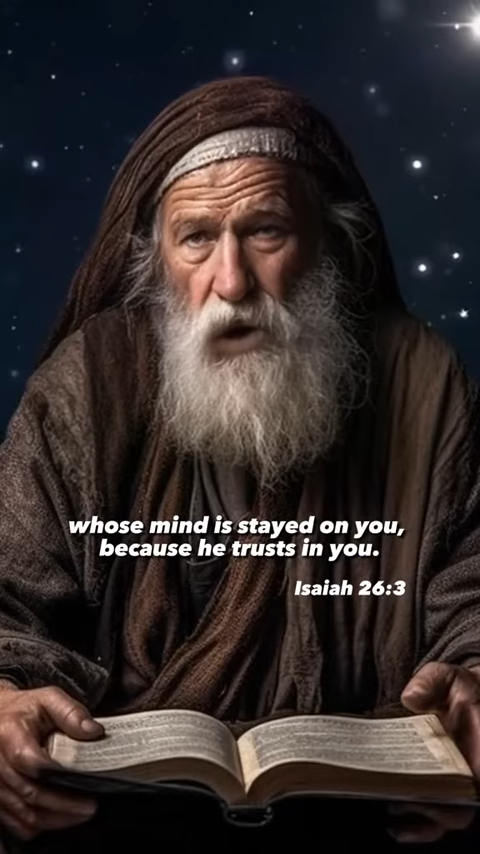 whose mind is stayed on you,
because he trusts in you.
Isaiah 26:3